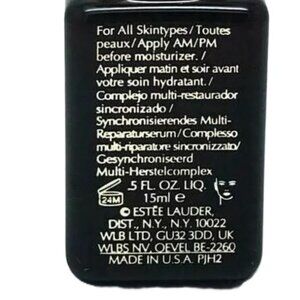 For All Skintypes/Toutes
peaux/Apply AM/PM
before moisturizer./
Appliquer matin et soir avant
votre soin hydratant./
Complejo multi-restaurador
sincronizado/
Synchronisierendes Multi-
Reparaturserum/Complesso
multi-riparatore sincronizzato/
Gesynchroniseerd
Multi-Herstelcomplex
24M
.5 FL. OZ. LIQ.
15ml e
© ESTÉE LAUDER,
DIST., N.Y., N.Y. 10022
WLB LTD, GU32 3DD, UK
WLBS NV, OEVEL BE-2260
MADE IN U.S.A. PJH2